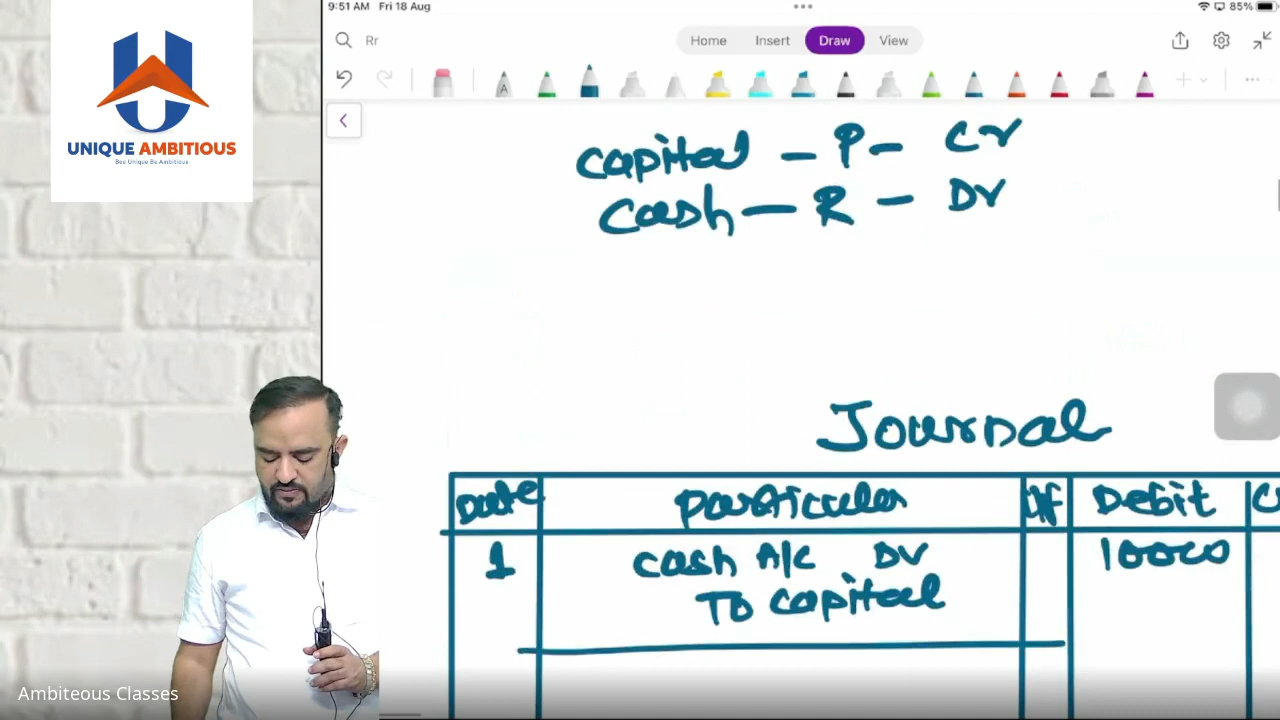 9:51 AM Fri 18 Aug
85%
Rr
Home Insert Draw View
UNIQUE AMBITIOUS
Bee Unique Be Ambitious
capital - P - Cr
Cash - R - Dr
Journal
Date Particular Debit
1 Cash A/c Dr 10000
To capital
Ambiteous Classes